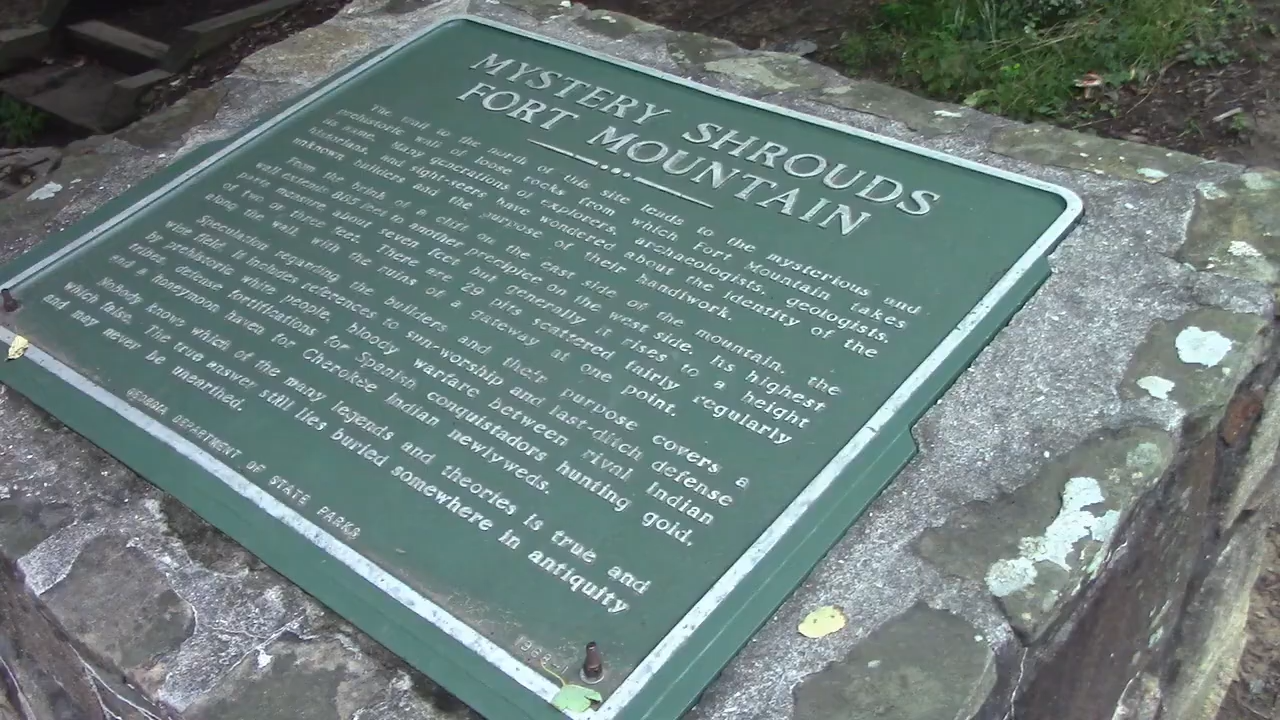 MYSTERY SHROUDS
FORT MOUNTAIN
The trail to the north of this site leads to the mysterious and
prehistoric wall of loose rocks from which Fort Mountain takes
its name. Many generations of explorers, archaeologists, geologists,
historians, and sight-seers have wondered about the identity of the
unknown builders and the purpose of their handiwork.
From the brink of a cliff on the east side of the mountain, the
wall extends 855 feet to another precipice on the west side. Its highest
parts measure about seven feet but generally it rises to a height
of two or three feet. There are 29 pits scattered fairly regularly
along the wall, with the ruins of a gateway at one point.
Speculation regarding the builders and their purpose covers a
wide field. It includes references to sun-worship and last-ditch defense
by prehistoric white people, bloody warfare between rival Indian
tribes, defense fortifications for Spanish conquistadors hunting gold,
and a honeymoon haven for Cherokee Indian newlyweds.
Nobody knows which of the many legends and theories is true and
which false. The true answer still lies buried somewhere in antiquity
and may never be unearthed.
GEORGIA DEPARTMENT OF STATE PARKS